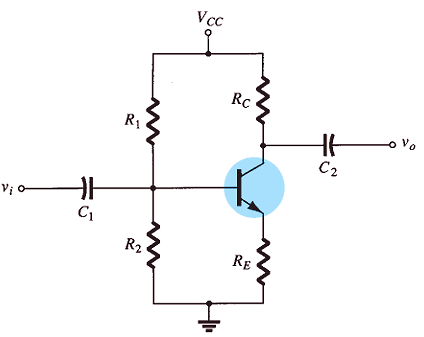 V_CC
R_1
R_C
v_i
C_1
C_2
v_o
R_2
R_E